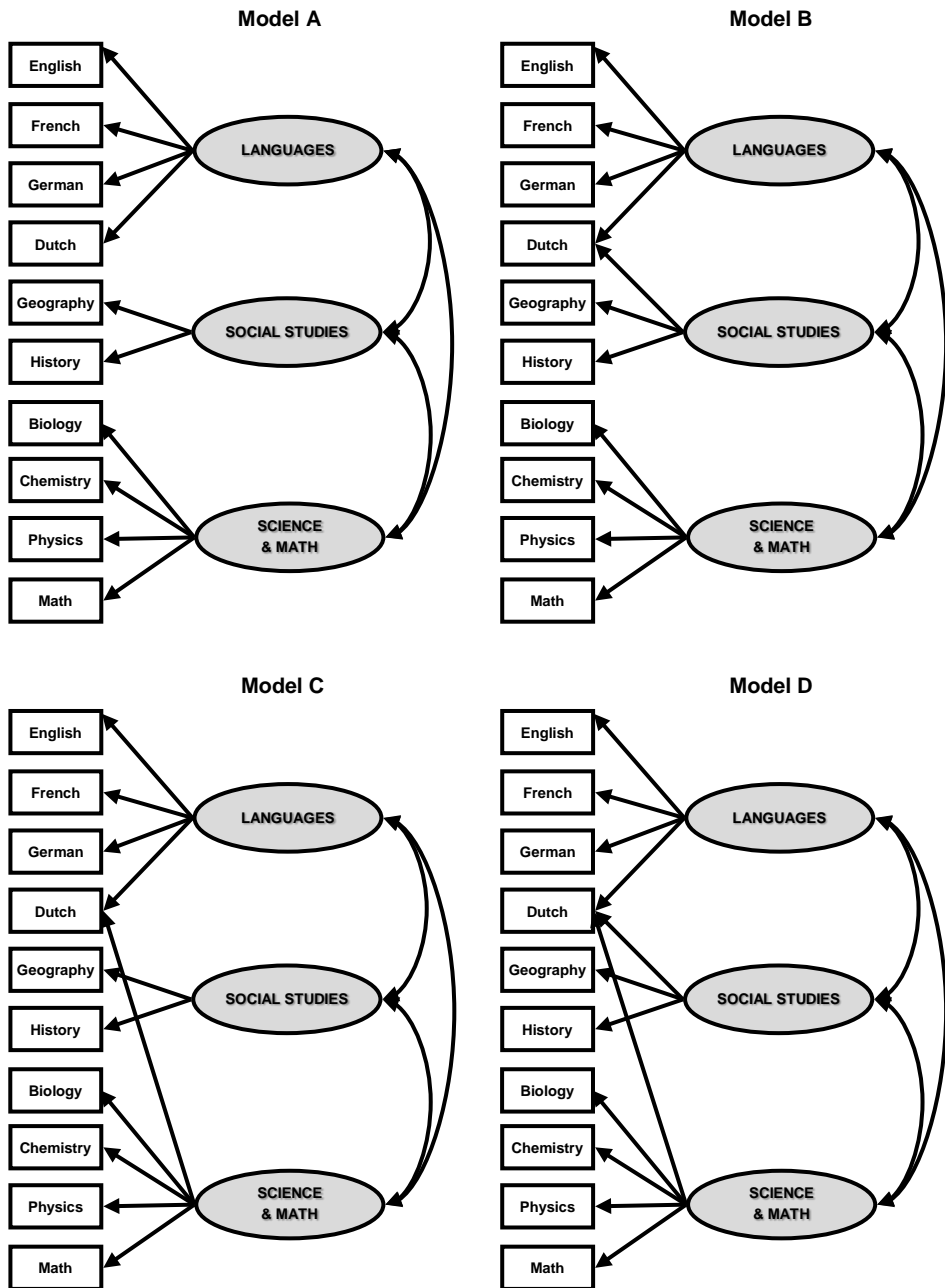 Model A
English
French
German
Dutch
Geography
History
Biology
Chemistry
Physics
Math
LANGUAGES
SOCIAL STUDIES
SCIENCE
& MATH
Model B
English
French
German
Dutch
Geography
History
Biology
Chemistry
Physics
Math
LANGUAGES
SOCIAL STUDIES
SCIENCE
& MATH
Model C
English
French
German
Dutch
Geography
History
Biology
Chemistry
Physics
Math
LANGUAGES
SOCIAL STUDIES
SCIENCE
& MATH
Model D
English
French
German
Dutch
Geography
History
Biology
Chemistry
Physics
Math
LANGUAGES
SOCIAL STUDIES
SCIENCE
& MATH